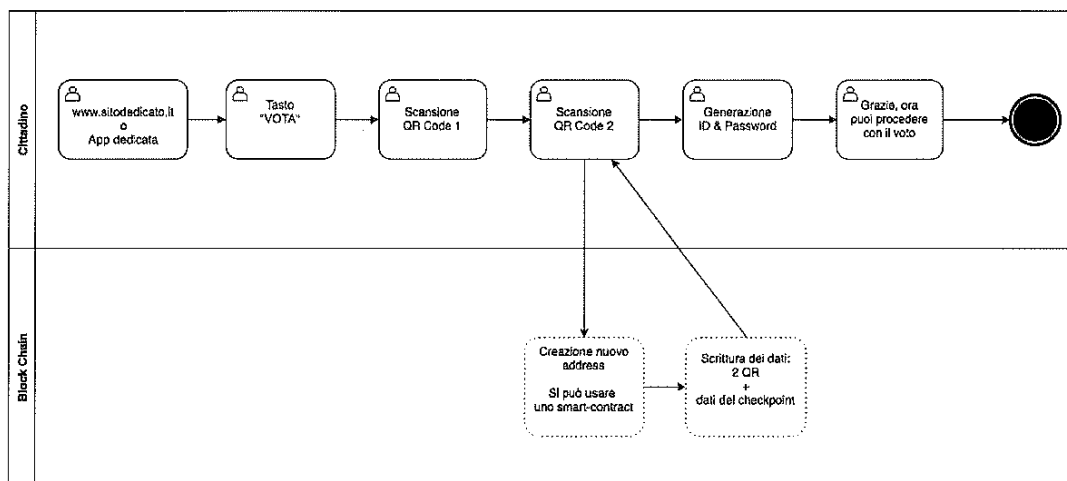 Cittadino
www.sitodedicato.it
o
App dedicata
Tasto
"VOTA"
Scansione
QR Code 1
Scansione
QR Code 2
Generazione
ID & Password
Grazie, ora
puoi procedere
con il voto
Block Chain
Creazione nuovo
address
Si può usare
uno smart-contract
Scrittura dei dati:
2 QR
+
dati del checkpoint